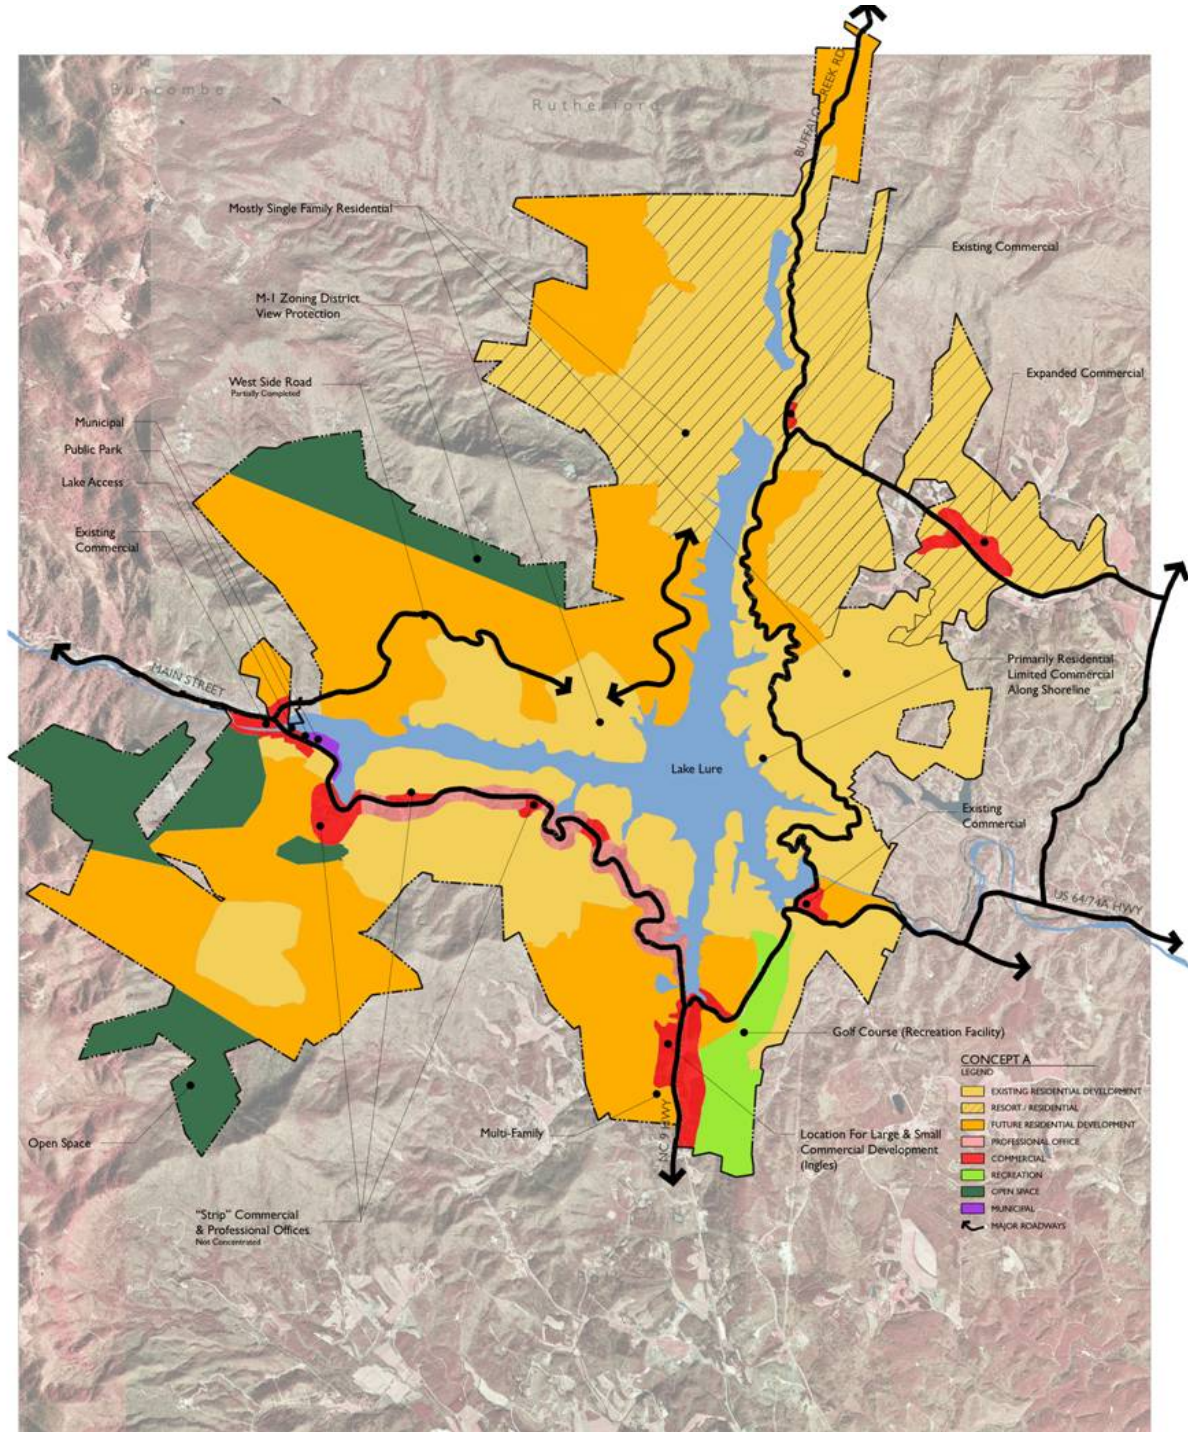 Buncombe
Rutherford
BUFFALO CREEK RD.
Mostly Single Family Residential
Existing Commercial
M-1 Zoning District
View Protection
West Side Road
Partially Completed
Expanded Commercial
Municipal
Public Park
Lake Access
Existing
Commercial
MAIN STREET
Primarily Residential
Limited Commercial
Along Shoreline
Lake Lure
Existing
Commercial
US 64/74A HWY
Golf Course (Recreation Facility)
Open Space
Multi-Family
NC 9 HWY
Location For Large & Small
Commercial Development
(Ingles)
"Strip" Commercial
& Professional Offices
Not Concentrated
CONCEPT A
LEGEND
EXISTING RESIDENTIAL DEVELOPMENT
RESORT / RESIDENTIAL
FUTURE RESIDENTIAL DEVELOPMENT
PROFESSIONAL OFFICE
COMMERCIAL
RECREATION
OPEN SPACE
MUNICIPAL
MAJOR ROADWAYS